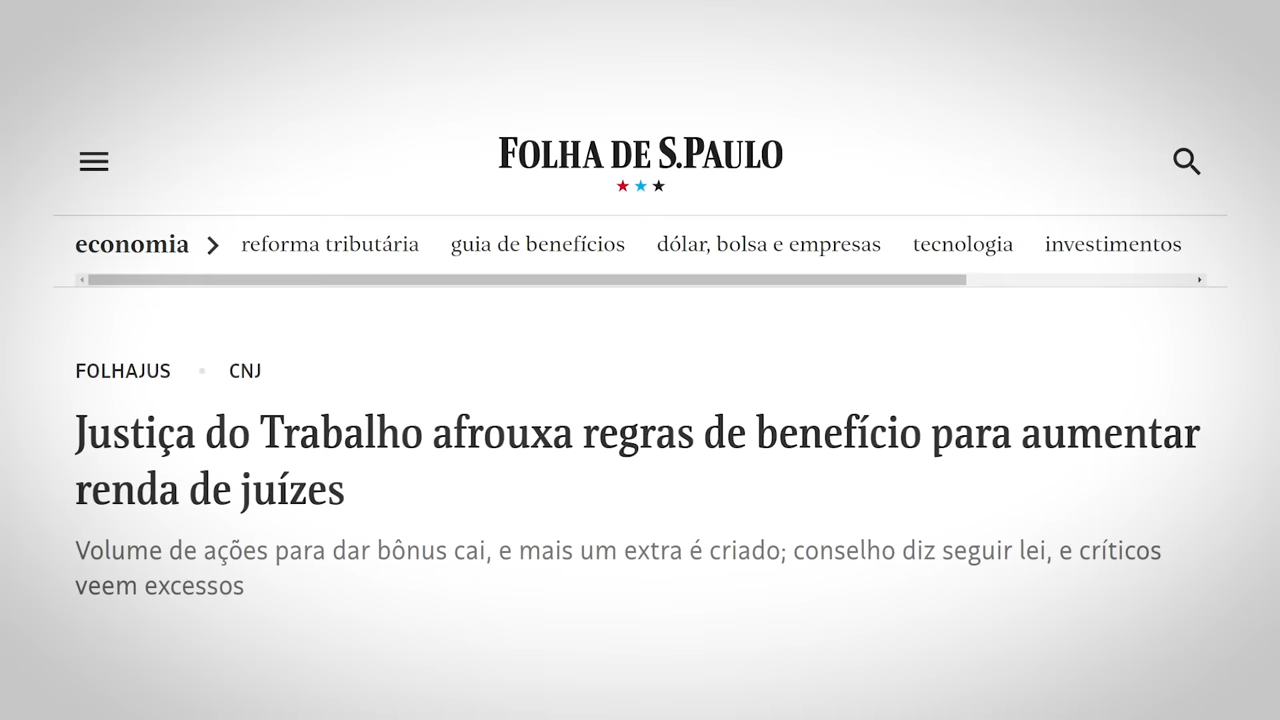 FOLHA DE S.PAULO
economia reforma tributária guia de benefícios dólar, bolsa e empresas tecnologia investimentos
FOLHAJUS • CNJ
Justiça do Trabalho afrouxa regras de benefício para aumentar
renda de juízes
Volume de ações para dar bônus cai, e mais um extra é criado; conselho diz seguir lei, e críticos
veem excessos